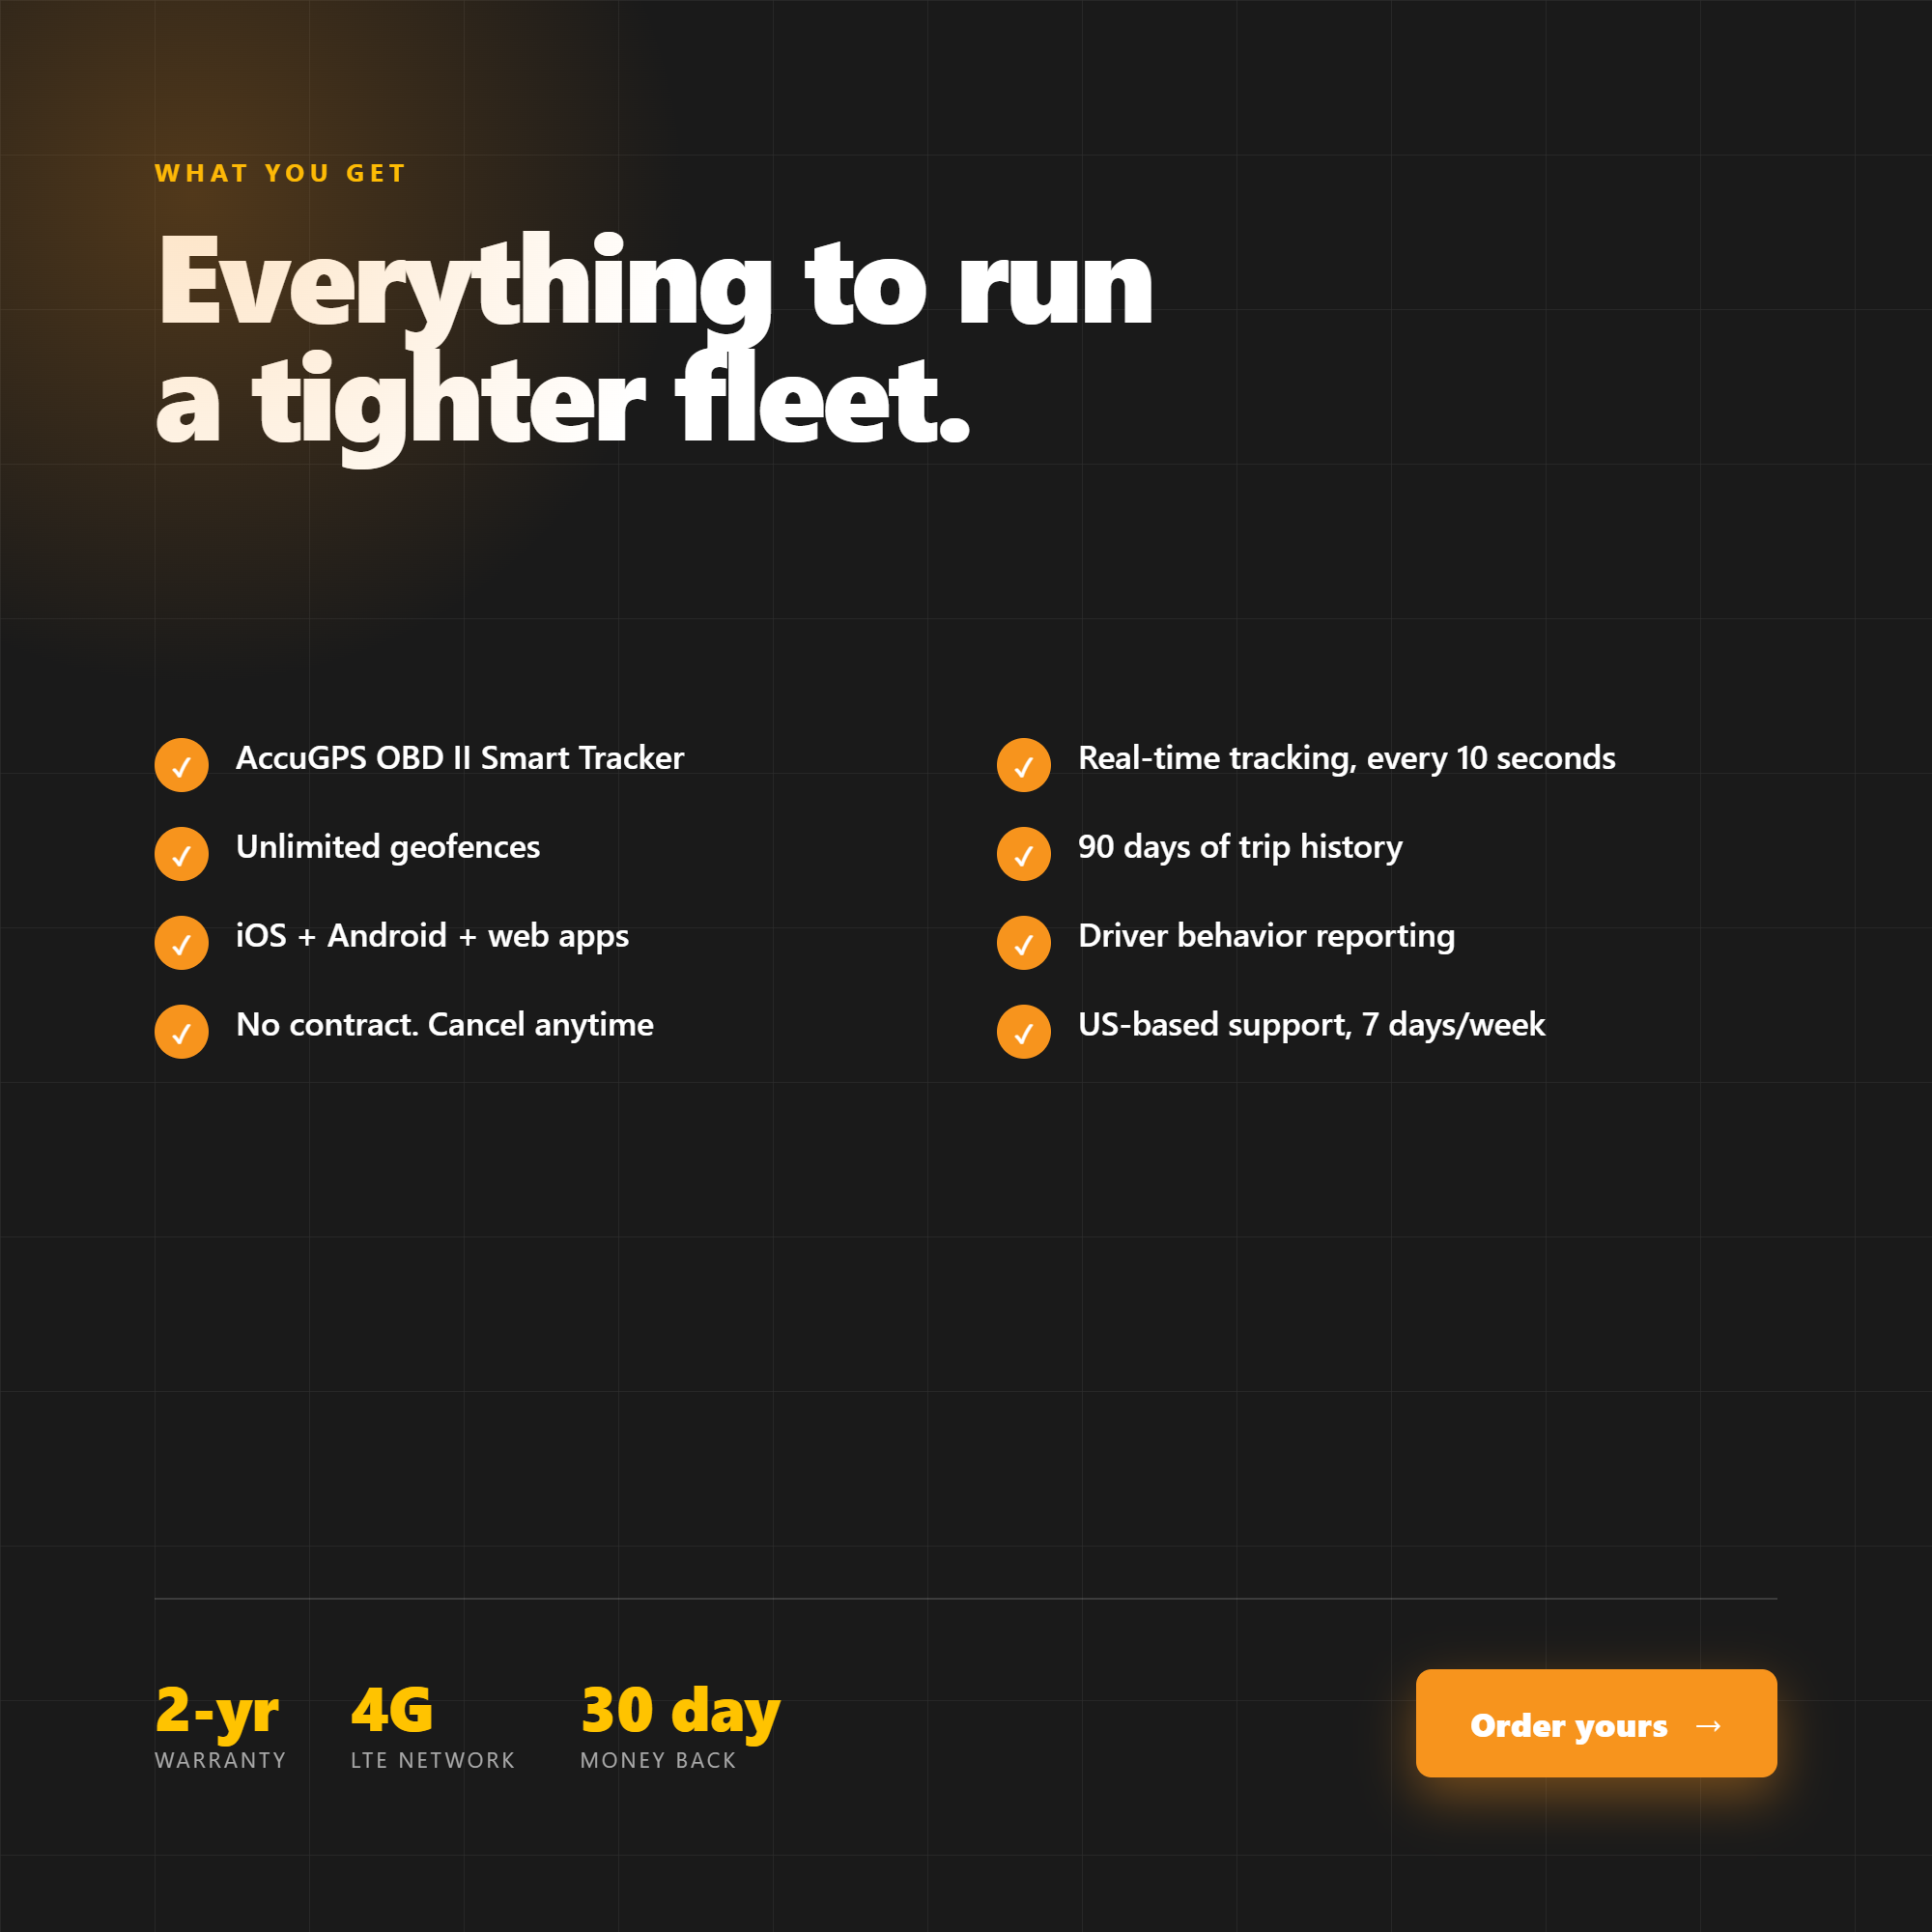 WHAT YOU GET
Everything to run
a tighter fleet.
✓ AccuGPS OBD II Smart Tracker
✓ Real-time tracking, every 10 seconds
✓ Unlimited geofences
✓ 90 days of trip history
✓ iOS + Android + web apps
✓ Driver behavior reporting
✓ No contract. Cancel anytime
✓ US-based support, 7 days/week
2-yr
WARRANTY
4G
LTE NETWORK
30 day
MONEY BACK
Order yours →